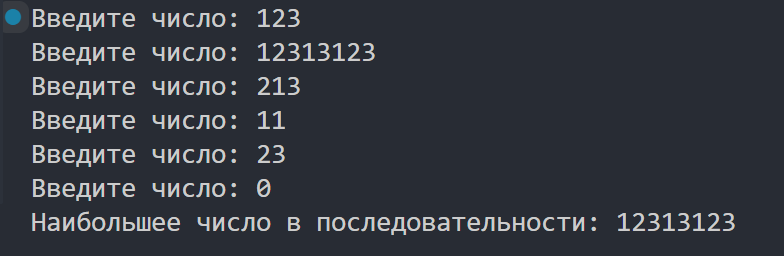 Введите число: 123
Введите число: 12313123
Введите число: 213
Введите число: 11
Введите число: 23
Введите число: 0
Наибольшее число в последовательности: 12313123